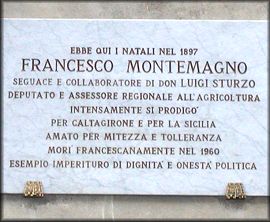 EBBE QUI I NATALI NEL 1897
FRANCESCO MONTEMAGNO
SEGUACE E COLLABORATORE DI DON LUIGI STURZO
DEPUTATO E ASSESSORE REGIONALE ALL'AGRICOLTURA
INTENSAMENTE SI PRODIGO'
PER CALTAGIRONE E PER LA SICILIA
AMATO PER MITEZZA E TOLLERANZA
MORI' FRANCESCANAMENTE NEL 1960
ESEMPIO IMPERITURO DI DIGNITA' E ONESTA' POLITICA